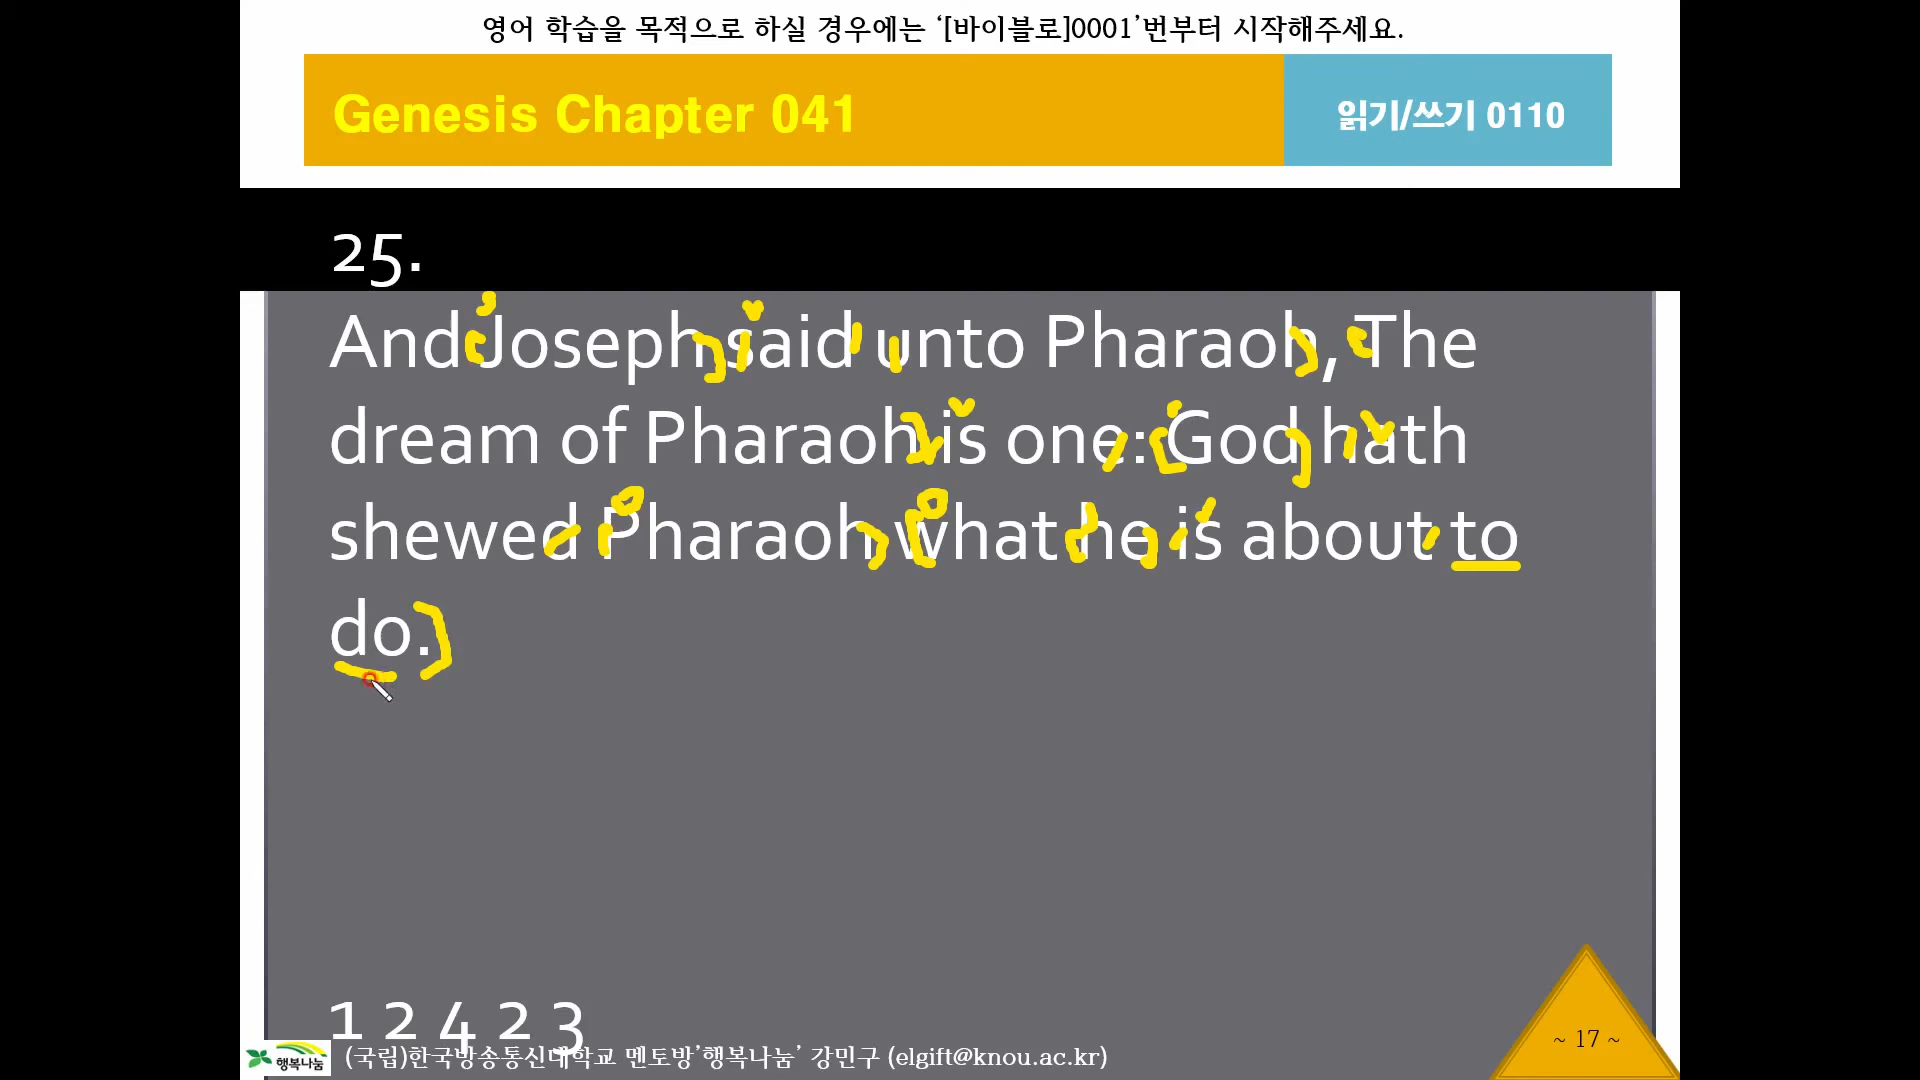 영어 학습을 목적으로 하실 경우에는 ‘[바이블로]0001’번부터 시작해주세요.
Genesis Chapter 041
읽기/쓰기 0110
25.
And Joseph said unto Pharaoh, The
dream of Pharaoh is one: God hath
shewed Pharaoh what he is about to
do.
1 2 4 2 3
행복나눔
(국립)한국방송통신대학교 멘토방’행복나눔’ 강민구 (elgift@knou.ac.kr)
~ 17 ~